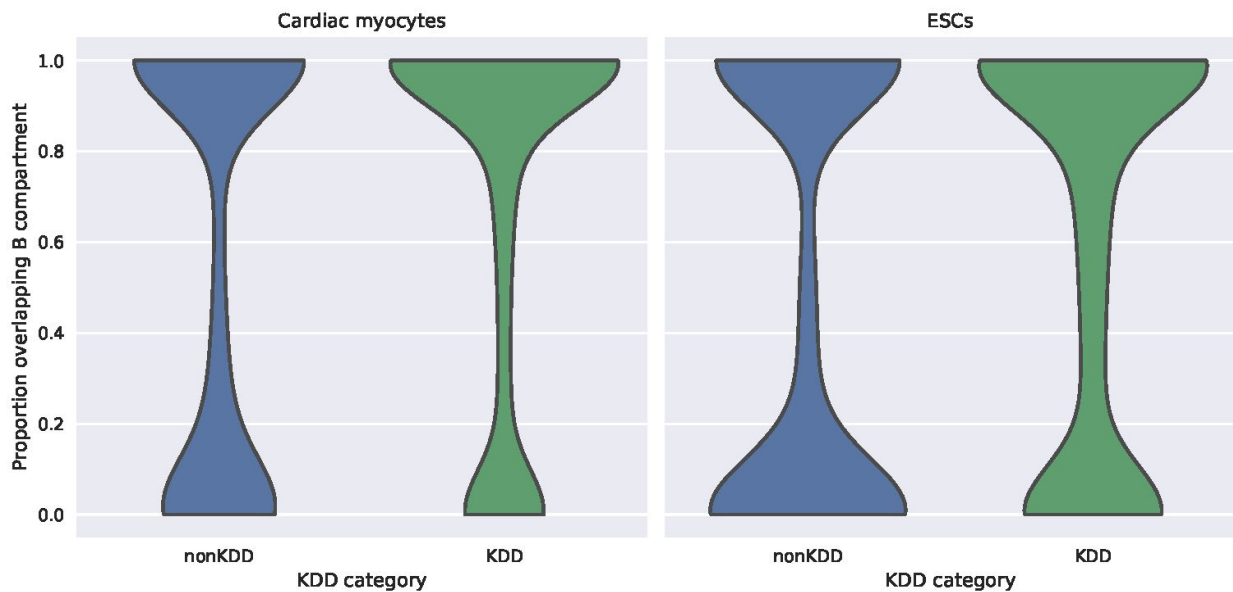 Cardiac myocytes
ESCs
Proportion overlapping B compartment
1.0
0.8
0.6
0.4
0.2
0.0
nonKDD
KDD
nonKDD
KDD
KDD category
KDD category